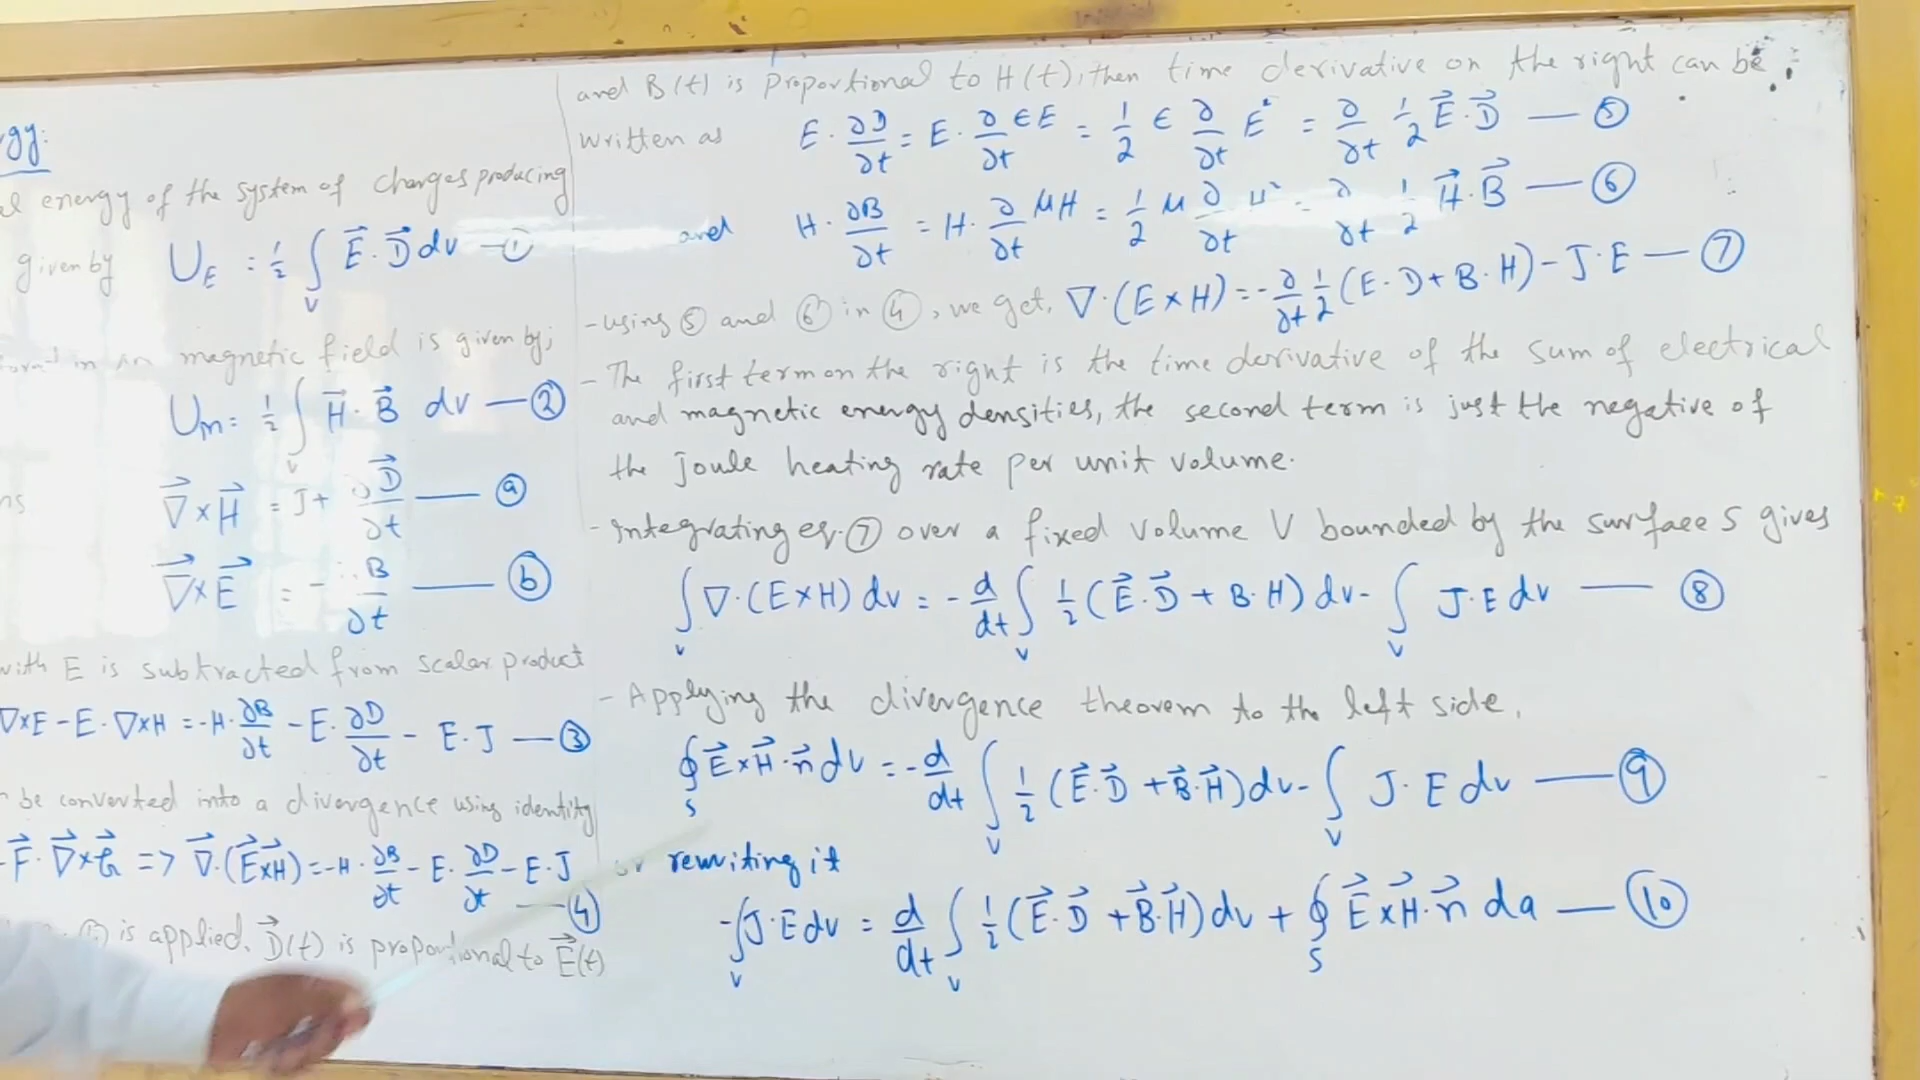 gy:
energy of the system of charges producing
given by U_E = 1/2 ∫_V E⃗·D⃗ dv —①
magnetic field is given by;
U_m = 1/2 ∫_V H⃗·B⃗ dv —②
∇⃗×H⃗ = J + ∂D⃗/∂t —ⓐ
∇⃗×E⃗ = -∂B/∂t —ⓑ
with E is subtracted from scalar product
∇×E - E·∇×H = -H·∂B/∂t - E·∂D/∂t - E·J —③
be converted into a divergence using identity
-F⃗·∇⃗×G⃗ => ∇⃗·(E⃗×H⃗) = -H·∂B/∂t - E·∂D/∂t - E·J —④
is applied. D⃗(t) is proportional to E⃗(t)
and B(t) is proportional to H(t), then time derivative on the right can be
written as E·∂D/∂t = E·∂/∂t ϵE = 1/2 ϵ ∂/∂t E² = ∂/∂t 1/2 E⃗·D⃗ —⑤
and H·∂B/∂t = H·∂/∂t μH = 1/2 μ ∂/∂t H² = ∂/∂t 1/2 H⃗·B⃗ —⑥
-using ⑤ and ⑥ in ④, we get, ∇·(E×H) = -∂/∂t 1/2 (E·D + B·H) - J·E —⑦
- The first term on the right is the time derivative of the sum of electrical
and magnetic energy densities, the second term is just the negative of
the joule heating rate per unit volume.
- Integrating eq. ⑦ over a fixed volume V bounded by the surface S gives
∫_V ∇·(E×H) dv = -d/dt ∫_V 1/2 (E⃗·D⃗ + B·H) dv - ∫_V J·E dv —⑧
- Applying the divergence theorem to the left side,
∮_S E⃗×H⃗·n⃗ dv = -d/dt ∫_V 1/2 (E⃗·D⃗ + B⃗·H⃗) dv - ∫_V J·E dv —⑨
or rewriting it
-∫_V J·E dv = d/dt ∫_V 1/2 (E⃗·D⃗ + B⃗·H⃗) dv + ∮_S E⃗×H⃗·n⃗ da —⑩